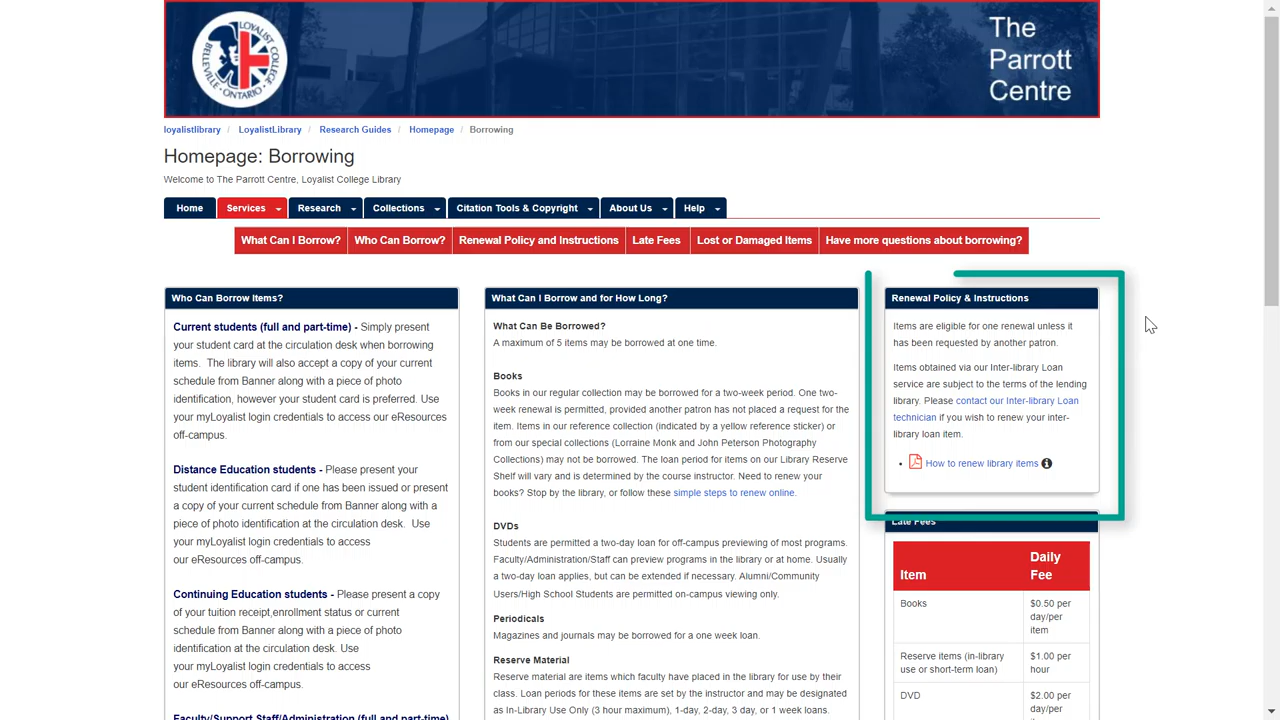 LOYALIST COLLEGE
BELLEVILLE, ONTARIO
The
Parrott
Centre
loyalistlibrary / LoyalistLibrary / Research Guides / Homepage / Borrowing
Homepage: Borrowing
Welcome to The Parrott Centre, Loyalist College Library
Home Services Research Collections Citation Tools & Copyright About Us Help
What Can I Borrow? Who Can Borrow? Renewal Policy and Instructions Late Fees Lost or Damaged Items Have more questions about borrowing?
Who Can Borrow Items?
Current students (full and part-time) - Simply present
your student card at the circulation desk when borrowing
items. The library will also accept a copy of your current
schedule from Banner along with a piece of photo
identification, however your student card is preferred. Use
your myLoyalist login credentials to access our eResources
off-campus.
Distance Education students - Please present your
student identification card if one has been issued or present
a copy of your current schedule from Banner along with a
piece of photo identification at the circulation desk. Use
your myLoyalist login credentials to access
our eResources off-campus.
Continuing Education students - Please present a copy
of your tuition receipt,enrollment status or current
schedule from Banner along with a piece of photo
identification at the circulation desk. Use
your myLoyalist login credentials to access
our eResources off-campus.
Faculty/Support Staff/Administration (full and part-time)
What Can I Borrow and for How Long?
What Can Be Borrowed?
A maximum of 5 items may be borrowed at one time.
Books
Books in our regular collection may be borrowed for a two-week period. One two-
week renewal is permitted, provided another patron has not placed a request for the
item. Items in our reference collection (indicated by a yellow reference sticker) or
from our special collections (Lorraine Monk and John Peterson Photography
Collections) may not be borrowed. The loan period for items on our Library Reserve
Shelf will vary and is determined by the course instructor. Need to renew your
books? Stop by the library, or follow these simple steps to renew online.
DVDs
Students are permitted a two-day loan for off-campus previewing of most programs.
Faculty/Administration/Staff can preview programs in the library or at home. Usually
a two-day loan applies, but can be extended if necessary. Alumni/Community
Users/High School Students are permitted on-campus viewing only.
Periodicals
Magazines and journals may be borrowed for a one week loan.
Reserve Material
Reserve material are items which faculty have placed in the library for use by their
class. Loan periods for these items are set by the instructor and may be designated
as In-Library Use Only (3 hour maximum), 1-day, 2-day, 3 day, or 1 week loans.
Renewal Policy & Instructions
Items are eligible for one renewal unless it
has been requested by another patron.
Items obtained via our Inter-library Loan
service are subject to the terms of the lending
library. Please contact our Inter-library Loan
technician if you wish to renew your inter-
library loan item.
How to renew library items
Late Fees
Item Daily Fee
Books $0.50 per
day/per
item
Reserve items (in-library $1.00 per
use or short-term loan) hour
DVD $2.00 per
day/per